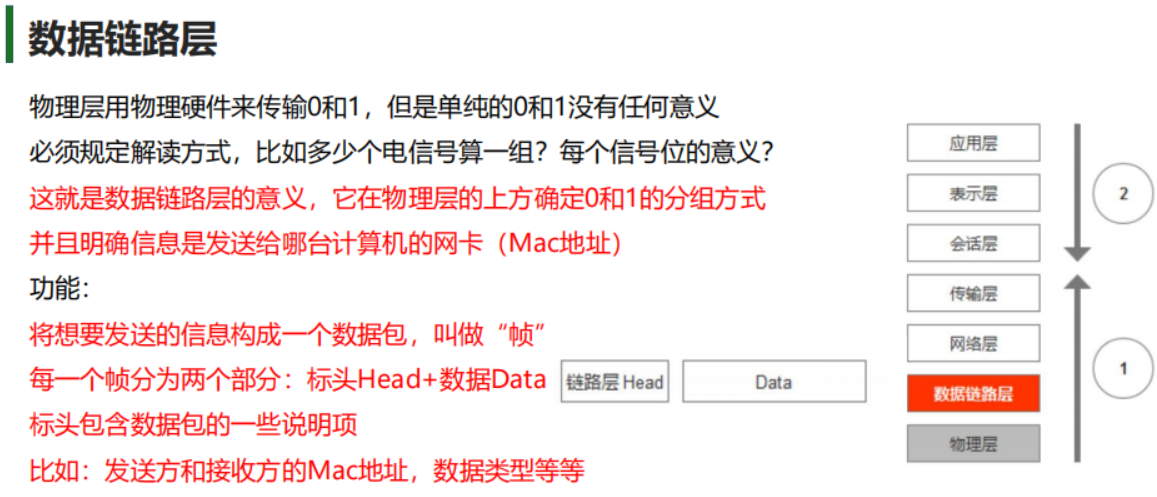 数据链路层
物理层用物理硬件来传输0和1，但是单纯的0和1没有任何意义
必须规定解读方式，比如多少个电信号算一组？每个信号位的意义？
这就是数据链路层的意义，它在物理层的上方确定0和1的分组方式
并且明确信息是发送给哪台计算机的网卡（Mac地址）
功能：
将想要发送的信息构成一个数据包，叫做“帧”
每一个帧分为两个部分：标头Head+数据Data
链路层 Head
Data
标头包含数据包的一些说明项
比如：发送方和接收方的Mac地址，数据类型等等
应用层
表示层
会话层
传输层
网络层
数据链路层
物理层
2
1